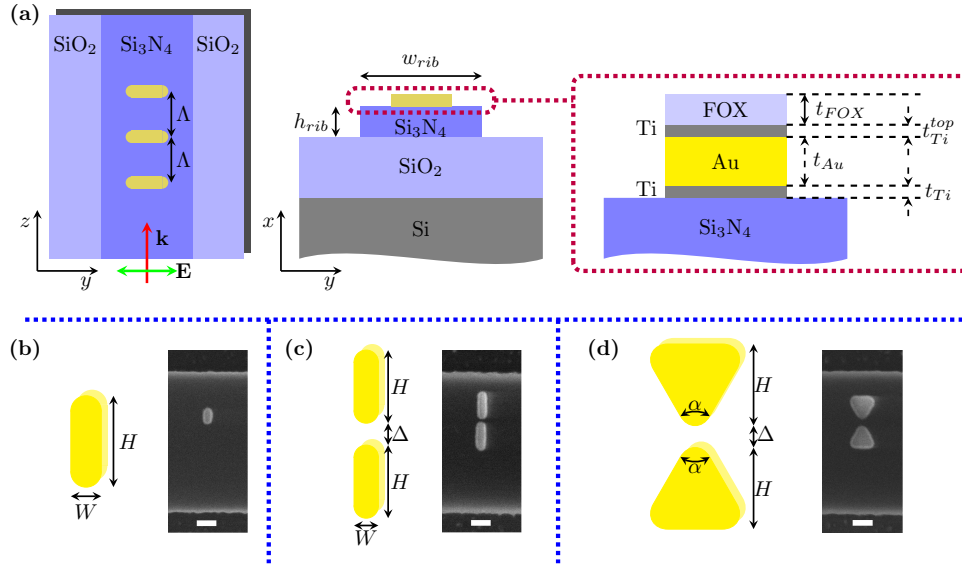 (a)
SiO₂ Si₃N₄ SiO₂
Λ
Λ
z
k
E
y
w_rib
h_rib
Si₃N₄
SiO₂
Si
x
y
FOX
t_FOX
Ti
t_Ti^top
Au
t_Au
Ti
t_Ti
Si₃N₄
(b)
H
W
(c)
H
Δ
H
W
(d)
α
H
Δ
α
H